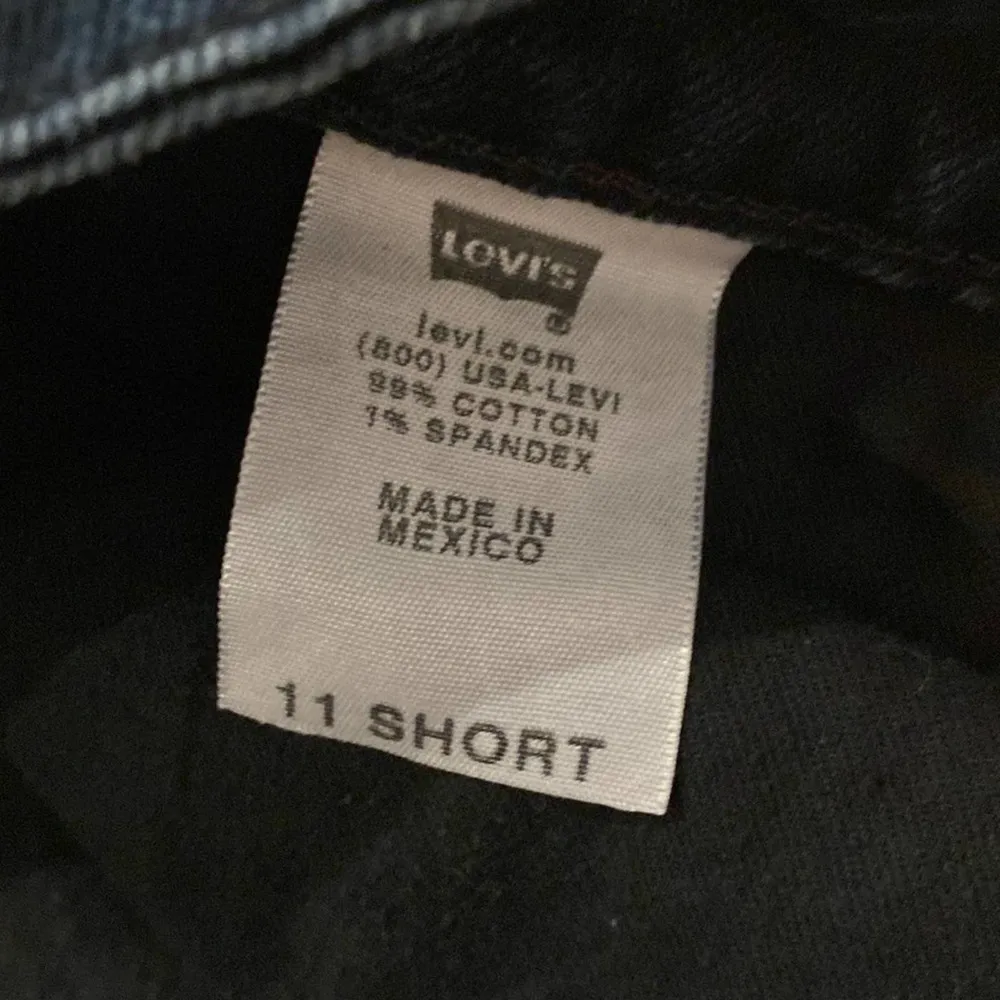 LEVI'S
®
levi.com
(800) USA-LEVI
99% COTTON
1% SPANDEX
MADE IN
MEXICO
11 SHORT